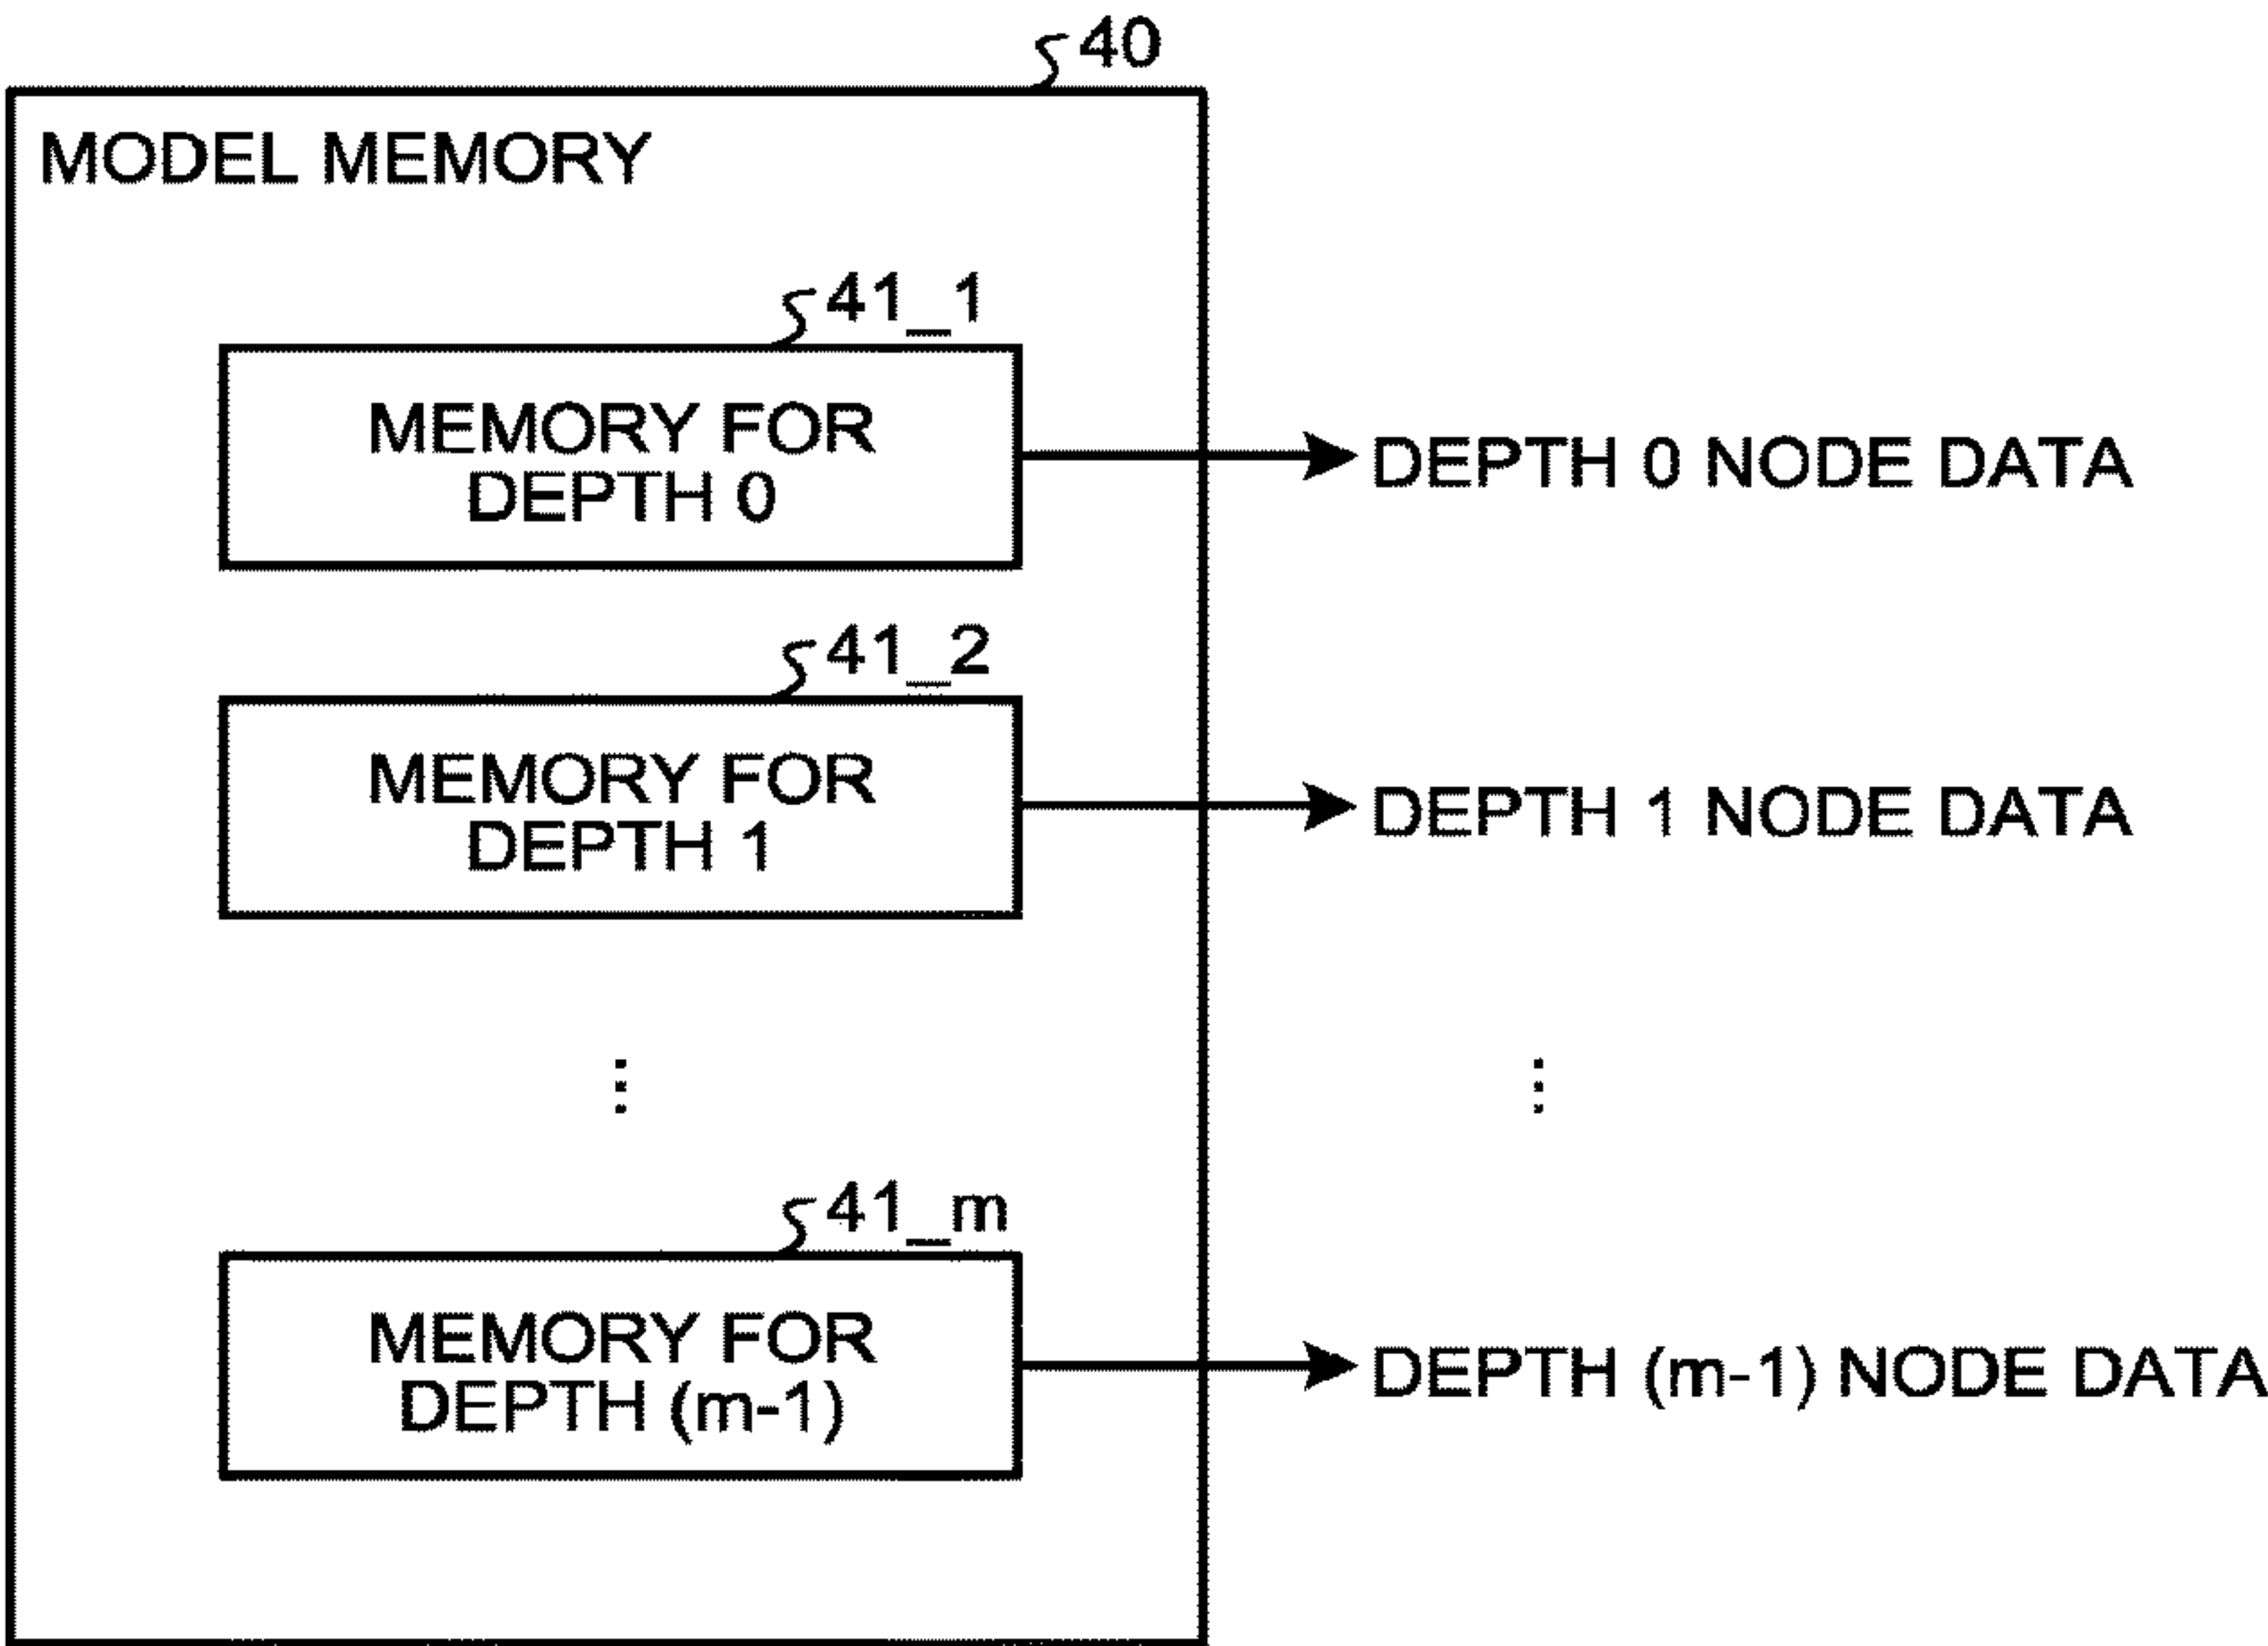 40
MODEL MEMORY
41_1
MEMORY FOR
DEPTH 0
DEPTH 0 NODE DATA
41_2
MEMORY FOR
DEPTH 1
DEPTH 1 NODE DATA
41_m
MEMORY FOR
DEPTH (m-1)
DEPTH (m-1) NODE DATA